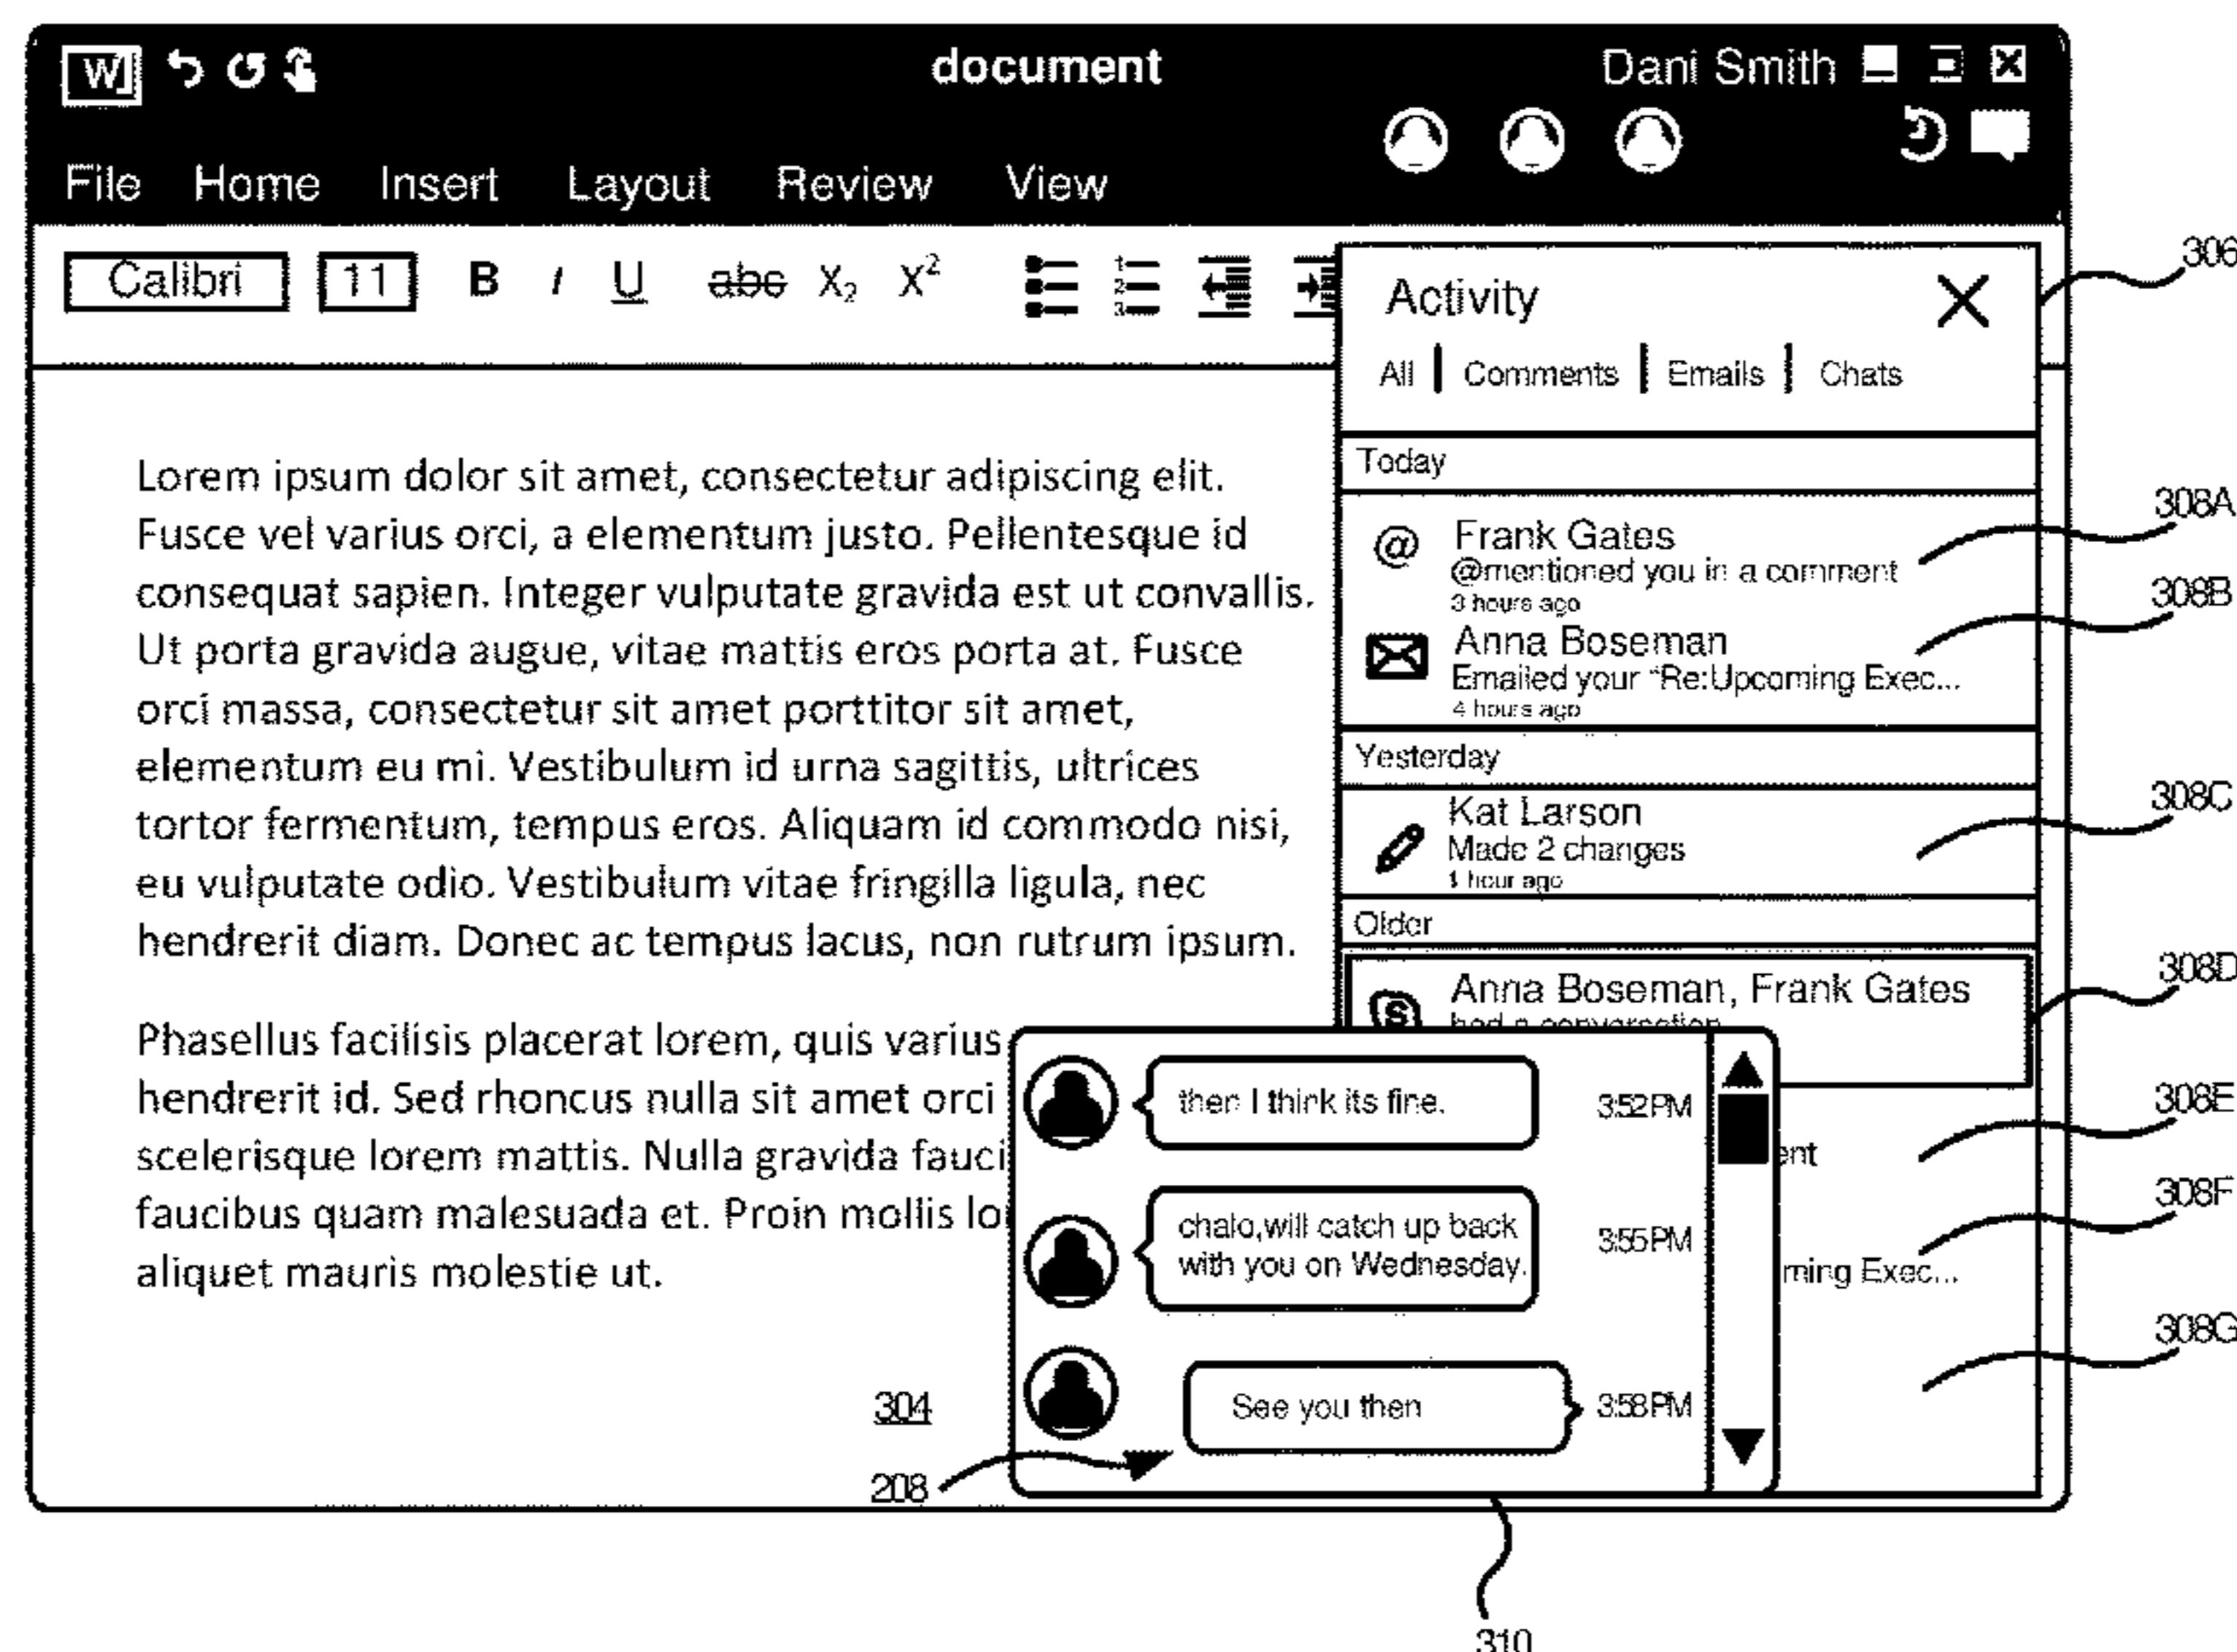 W
document
Dani Smith
File Home Insert Layout Review View
Calibri 11 B I U abc X₂ X²
1
2
3
Activity
All | Comments | Emails | Chats
Today
@ Frank Gates
@mentioned you in a comment
3 hours ago
Anna Boseman
Emailed your "Re:Upcoming Exec...
4 hours ago
Yesterday
Kat Larson
Made 2 changes
1 hour ago
Older
S Anna Boseman, Frank Gates
had a conversation
ent
ming Exec...
Lorem ipsum dolor sit amet, consectetur adipiscing elit.
Fusce vel varius orci, a elementum justo. Pellentesque id
consequat sapien. Integer vulputate gravida est ut convallis.
Ut porta gravida augue, vitae mattis eros porta at. Fusce
orci massa, consectetur sit amet porttitor sit amet,
elementum eu mi. Vestibulum id urna sagittis, ultrices
tortor fermentum, tempus eros. Aliquam id commodo nisi,
eu vulputate odio. Vestibulum vitae fringilla ligula, nec
hendrerit diam. Donec ac tempus lacus, non rutrum ipsum.
Phasellus facilisis placerat lorem, quis varius
hendrerit id. Sed rhoncus nulla sit amet orci
scelerisque lorem mattis. Nulla gravida fauci
faucibus quam malesuada et. Proin mollis lo
aliquet mauris molestie ut.
then I think its fine. 3:52PM
chalo,will catch up back 3:55PM
with you on Wednesday.
See you then 3:58PM
304
208
306
308A
308B
308C
308D
308E
308F
308G
310